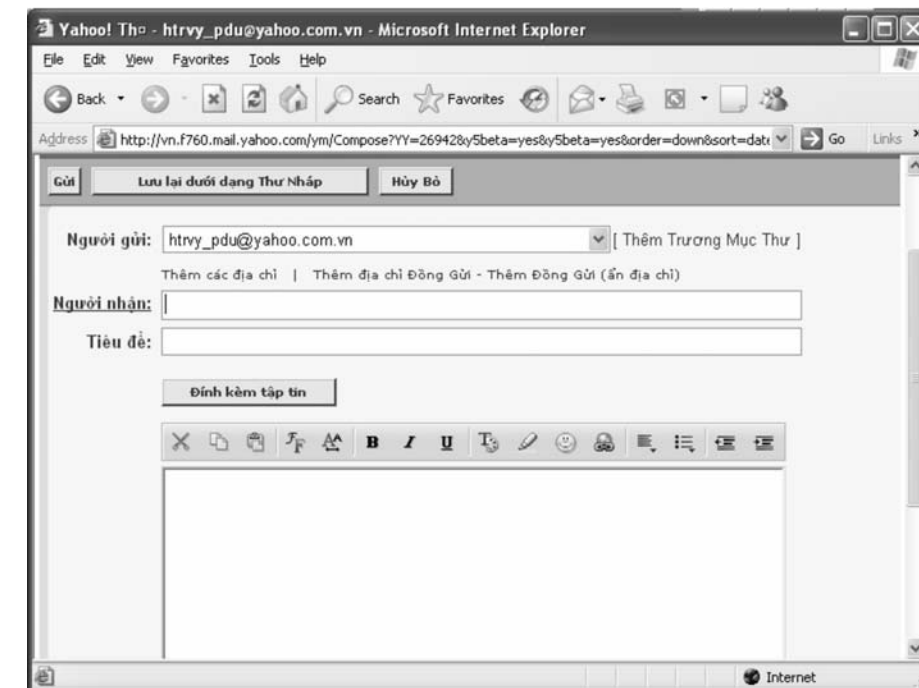 Yahoo! Th¤ - htrvy_pdu@yahoo.com.vn - Microsoft Internet Explorer
File Edit View Favorites Tools Help
Back Search Favorites
Address http://vn.f760.mail.yahoo.com/ym/Compose?YY=26942&y5beta=yes&y5beta=yes&order=down&sort=date Go Links »
Gửi Lưu lại dưới dạng Thư Nháp Hủy Bỏ
Người gửi: htrvy_pdu@yahoo.com.vn [ Thêm Trương Mục Thư ]
Thêm các địa chỉ | Thêm địa chỉ Đồng Gửi - Thêm Đồng Gửi (ẩn địa chỉ)
Người nhận:
Tiêu đề:
Đính kèm tập tin
B I U
Internet